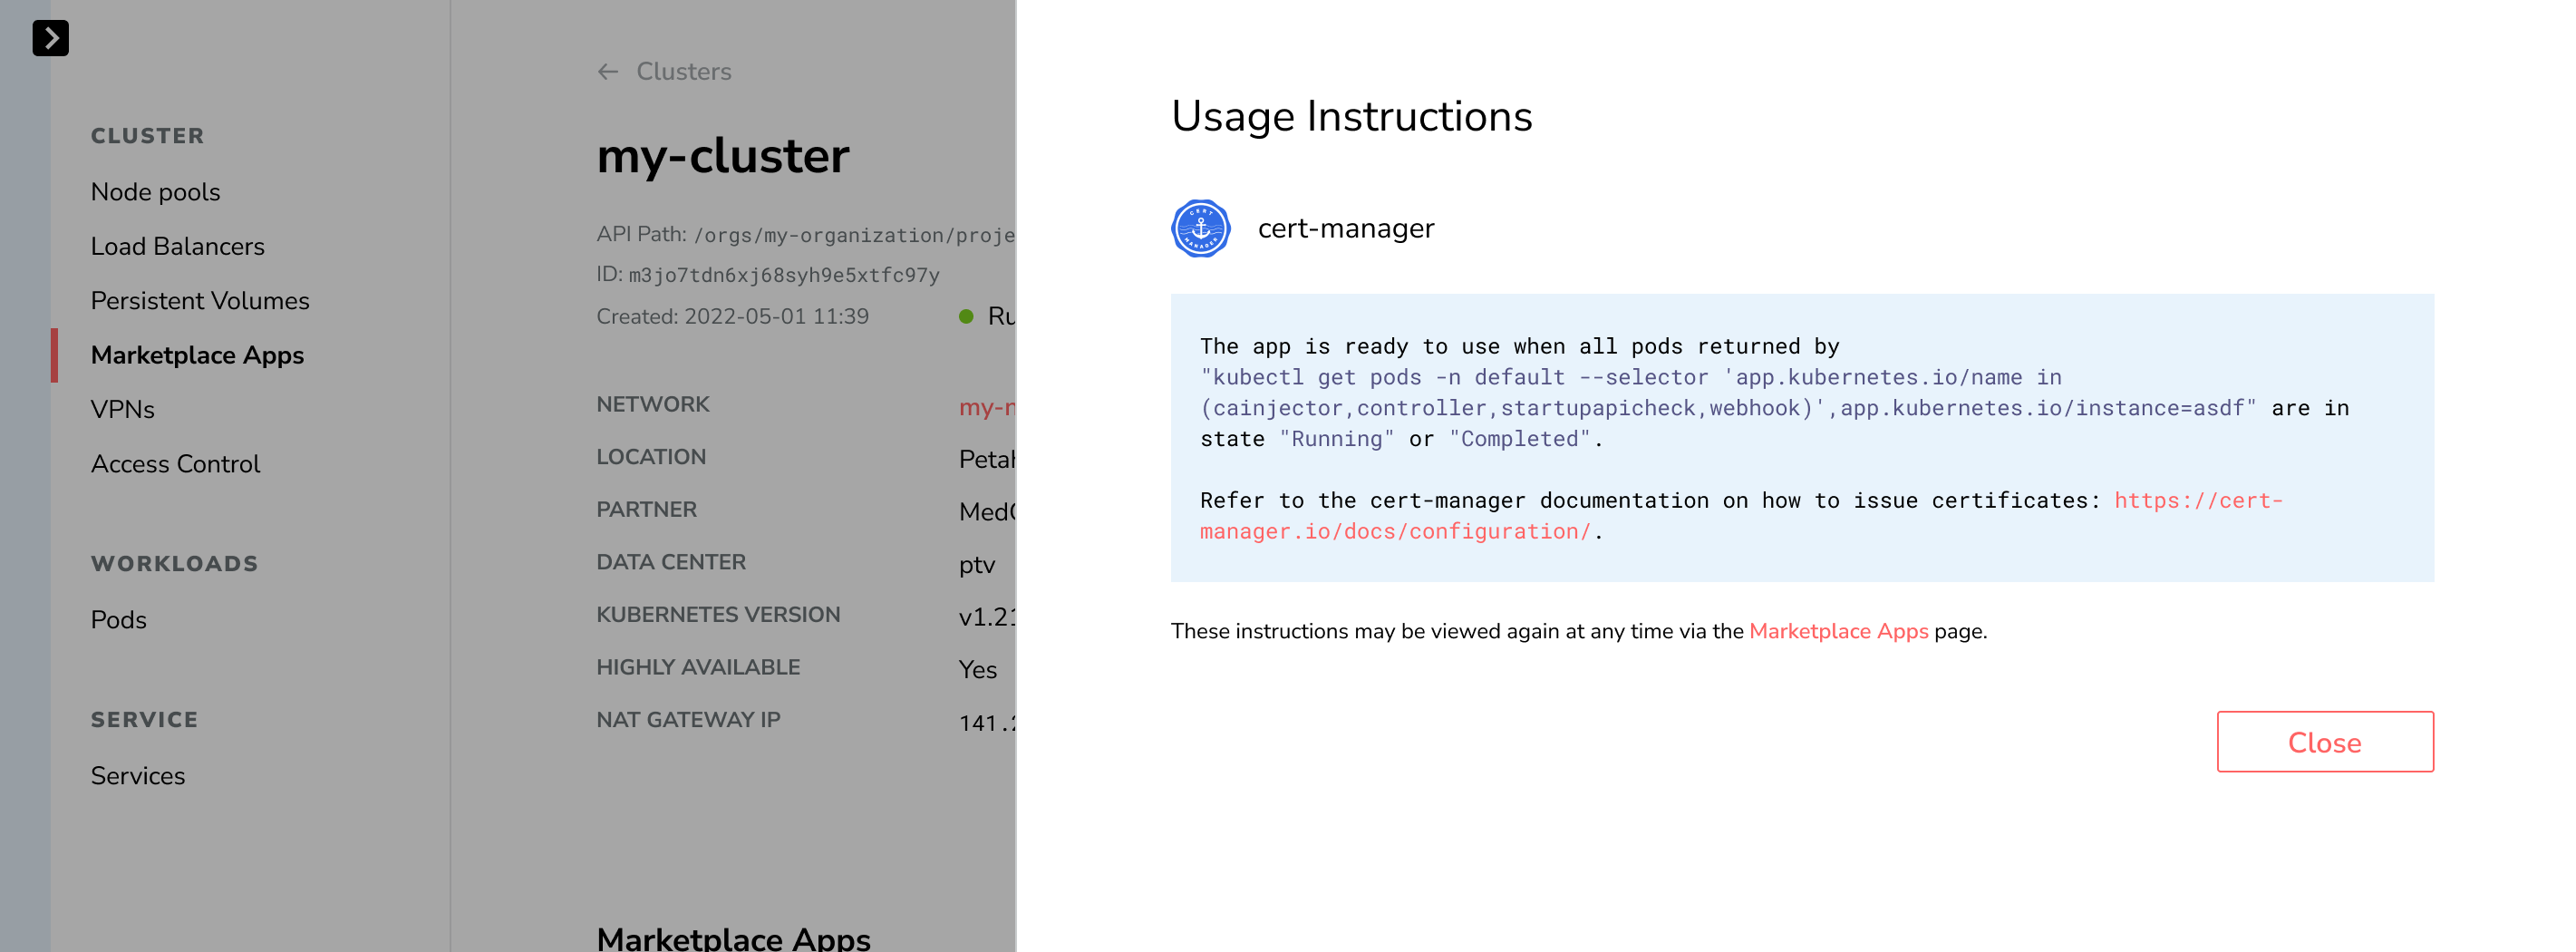 CLUSTER
Node pools
Load Balancers
Persistent Volumes
Marketplace Apps
VPNs
Access Control
WORKLOADS
Pods
SERVICE
Services
← Clusters
my-cluster
API Path: /orgs/my-organization/proje
ID: m3jo7tdn6xj68syh9e5xtfc97y
Created: 2022-05-01 11:39
Ru
NETWORK
my-n
LOCATION
Petah
PARTNER
Med
DATA CENTER
ptv
KUBERNETES VERSION
v1.21
HIGHLY AVAILABLE
Yes
NAT GATEWAY IP
141.2
Marketplace Apps
Usage Instructions
CERT
MANAGER
cert-manager
The app is ready to use when all pods returned by
"kubectl get pods -n default --selector 'app.kubernetes.io/name in
(cainjector,controller,startupapicheck,webhook)',app.kubernetes.io/instance=asdf" are in
state "Running" or "Completed".
Refer to the cert-manager documentation on how to issue certificates: https://cert-
manager.io/docs/configuration/.
These instructions may be viewed again at any time via the Marketplace Apps page.
Close